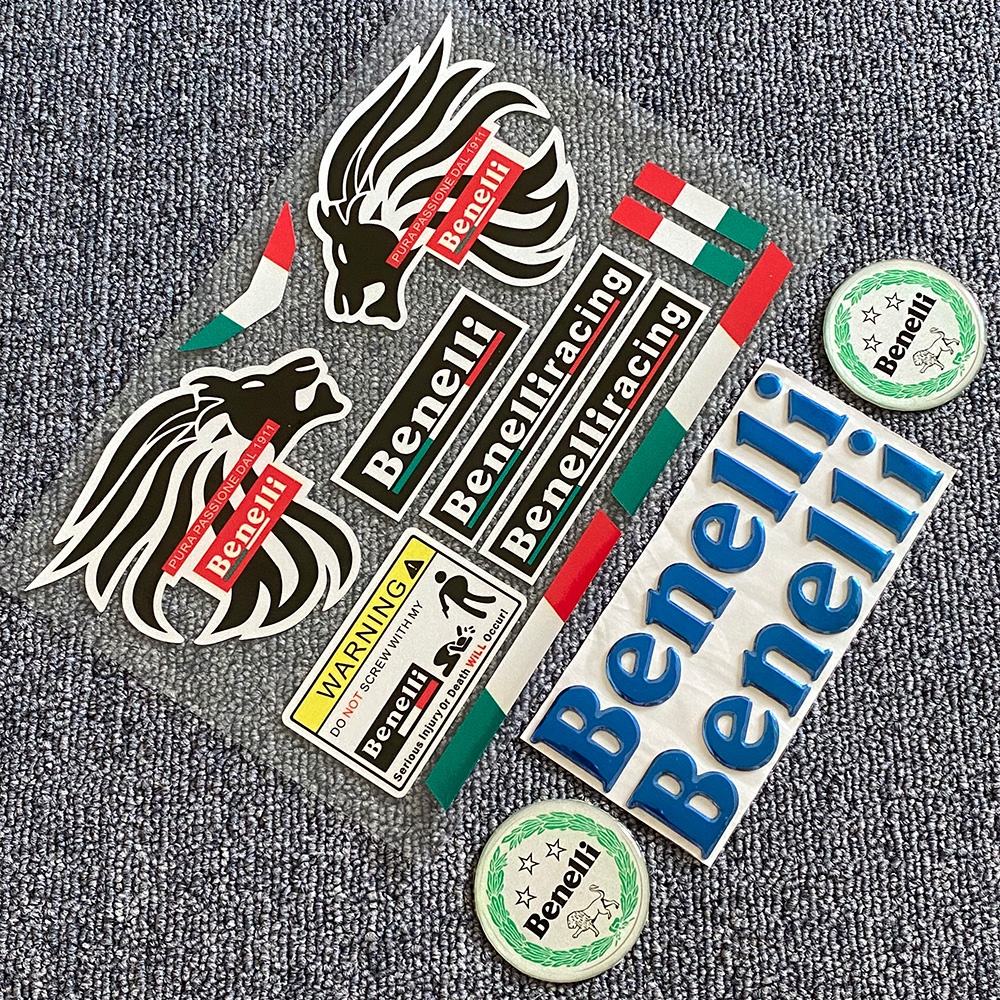 PURA PASSIONE DAL 1911
Benelli
PURA PASSIONE DAL 1911
Benelli
Benelli
Benelliracing
Benelliracing
WARNING
DO NOT SCREW WITH MY
Benelli
Serious Injury Or Death WILL Occur!
Benelli
Benelli
Benelli
Benelli